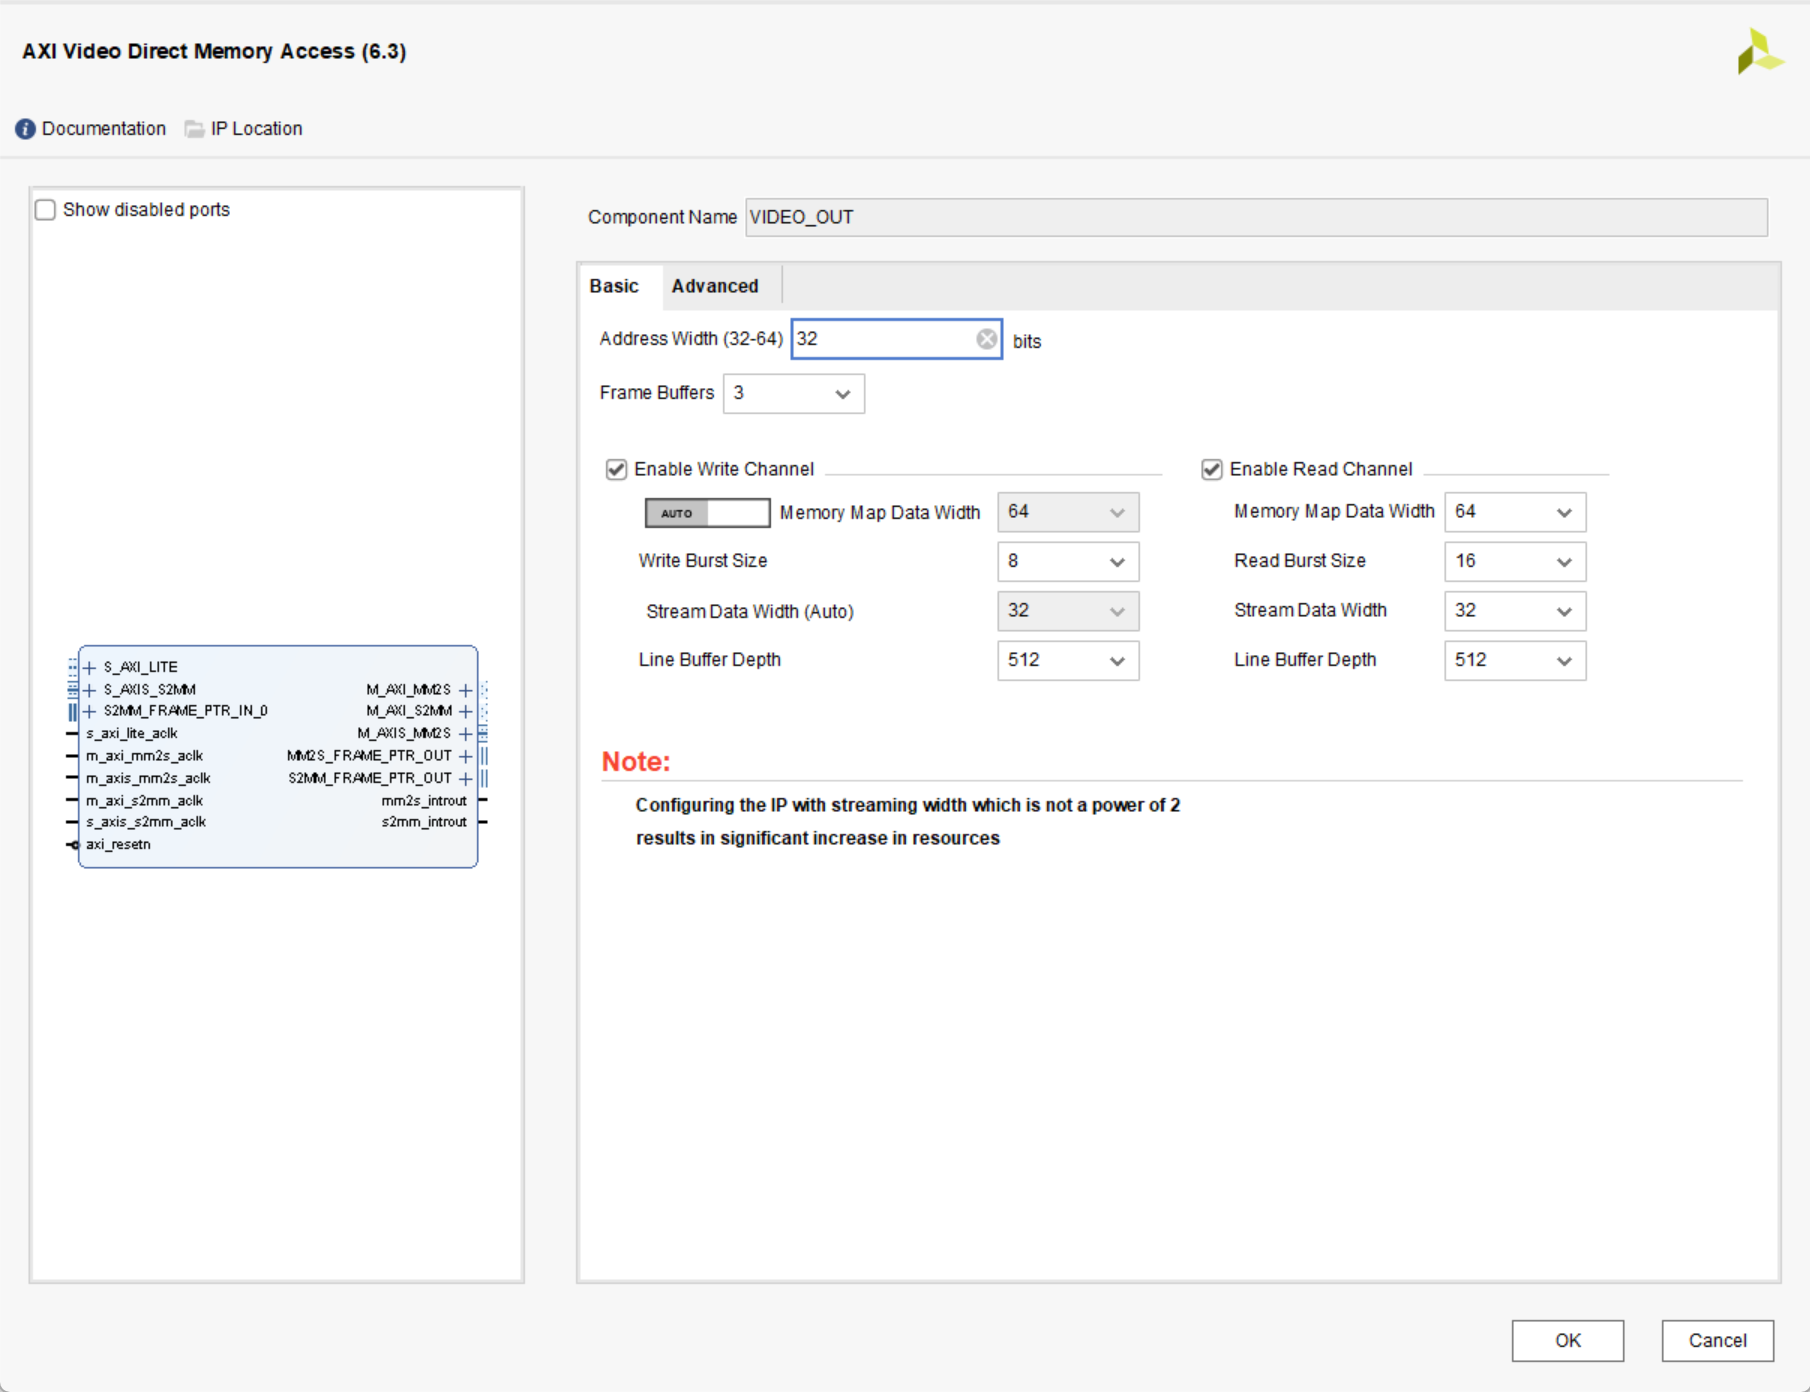 AXI Video Direct Memory Access (6.3)
Documentation IP Location
Show disabled ports
S_AXI_LITE
S_AXIS_S2MM
S2MM_FRAME_PTR_IN_0
s_axi_lite_aclk
m_axi_mm2s_aclk
m_axis_mm2s_aclk
m_axi_s2mm_aclk
s_axis_s2mm_aclk
axi_resetn
M_AXI_MM2S
M_AXI_S2MM
M_AXIS_MM2S
MM2S_FRAME_PTR_OUT
S2MM_FRAME_PTR_OUT
mm2s_introut
s2mm_introut
Component Name VIDEO_OUT
Basic Advanced
Address Width (32-64) 32 bits
Frame Buffers 3
Enable Write Channel
AUTO Memory Map Data Width 64
Write Burst Size 8
Stream Data Width (Auto) 32
Line Buffer Depth 512
Enable Read Channel
Memory Map Data Width 64
Read Burst Size 16
Stream Data Width 32
Line Buffer Depth 512
Note:
Configuring the IP with streaming width which is not a power of 2
results in significant increase in resources
OK Cancel